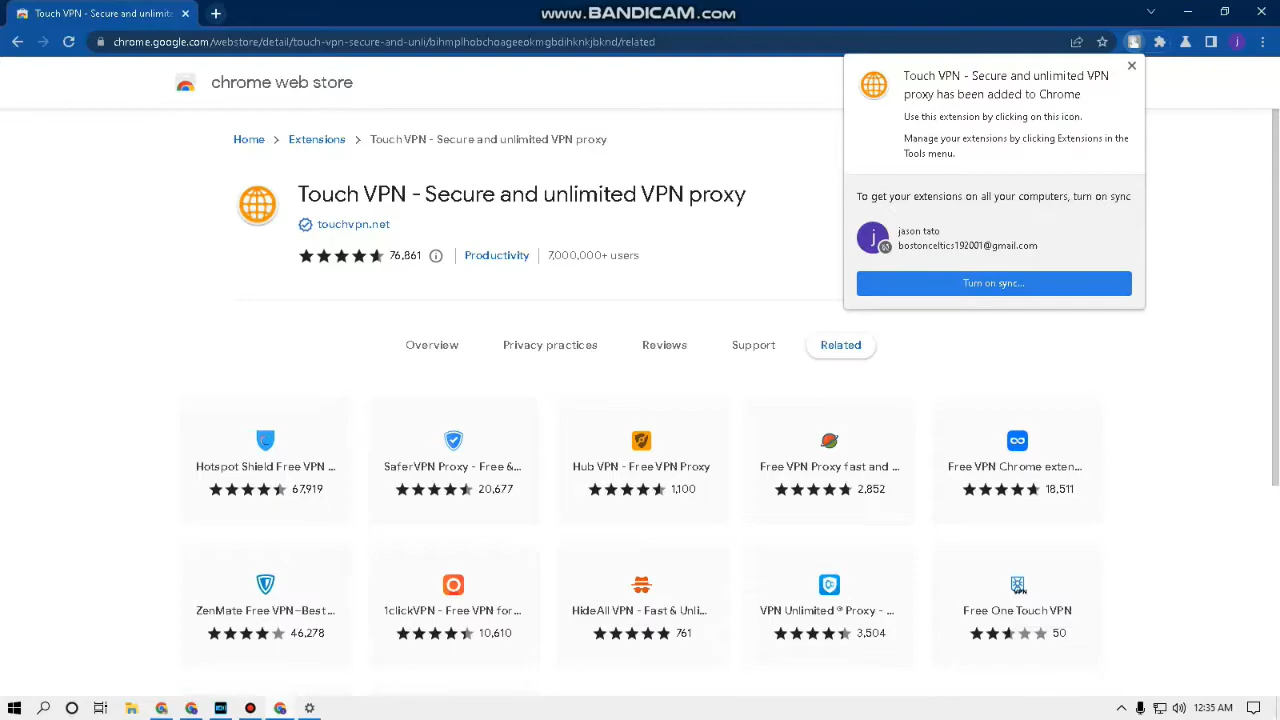 Touch VPN - Secure and unlimite
www.BANDICAM.com
chrome.google.com/webstore/detail/touch-vpn-secure-and-unli/bihmplhobchoageeokmgbdihknkjbknd/related
j
chrome web store
Touch VPN - Secure and unlimited VPN
proxy has been added to Chrome
Use this extension by clicking on this icon.
Manage your extensions by clicking Extensions in the
Tools menu.
To get your extensions on all your computers, turn on sync
j
jason tato
bostonceltics192001@gmail.com
Turn on sync...
Home > Extensions > Touch VPN - Secure and unlimited VPN proxy
Touch VPN - Secure and unlimited VPN proxy
touchvpn.net
76,861
Productivity
7,000,000+ users
Overview
Privacy practices
Reviews
Support
Related
Hotspot Shield Free VPN ...
67,919
SaferVPN Proxy - Free &...
20,677
Hub VPN - Free VPN Proxy
1,100
Free VPN Proxy fast and ...
2,852
Free VPN Chrome exten...
18,511
ZenMate Free VPN–Best ...
46,278
1clickVPN - Free VPN for...
10,610
HideAll VPN - Fast & Unli...
761
VPN Unlimited ® Proxy - ...
3,504
VPN
Free One Touch VPN
50
12:35 AM